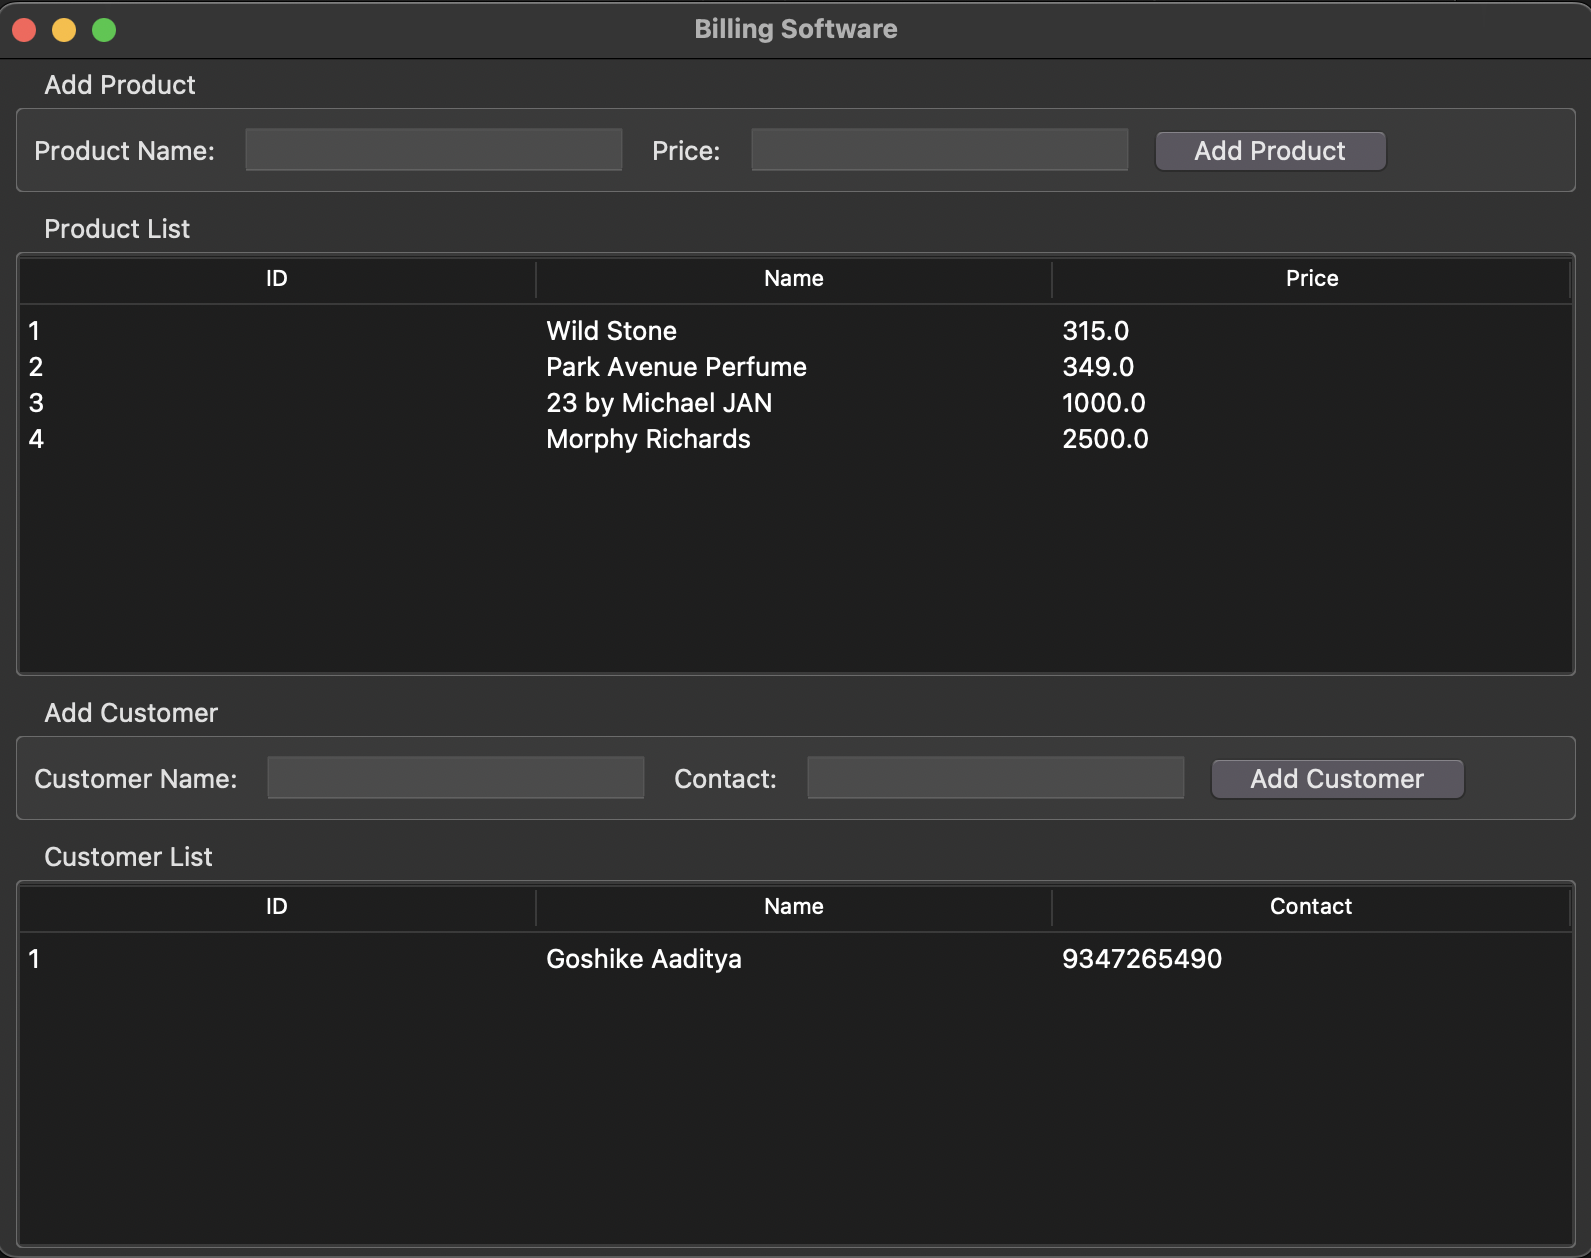 Billing Software
Add Product
Product Name: Price: Add Product
Product List
ID Name Price
1 Wild Stone 315.0
2 Park Avenue Perfume 349.0
3 23 by Michael JAN 1000.0
4 Morphy Richards 2500.0
Add Customer
Customer Name: Contact: Add Customer
Customer List
ID Name Contact
1 Goshike Aaditya 9347265490